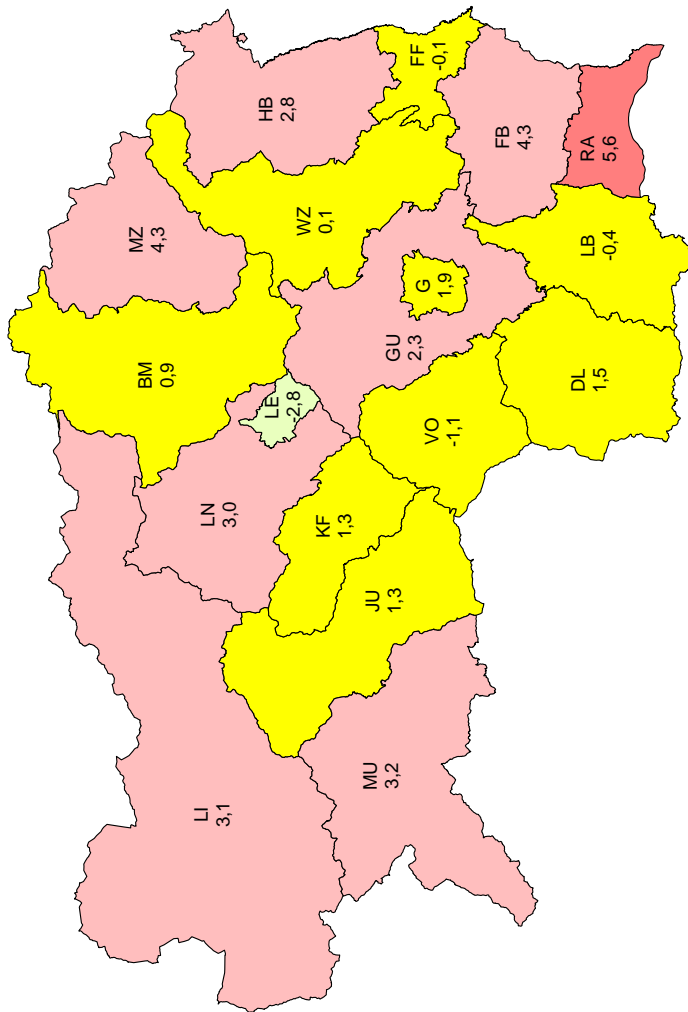 MZ
4,3
BM
0,9
LI
3,1
LN
3,0
HB
2,8
LE
-2,8
WZ
0,1
KF
1,3
MU
3,2
JU
1,3
GU
2,3
FF
-0,1
G
1,9
VO
-1,1
FB
4,3
DL
1,5
LB
-0,4
RA
5,6